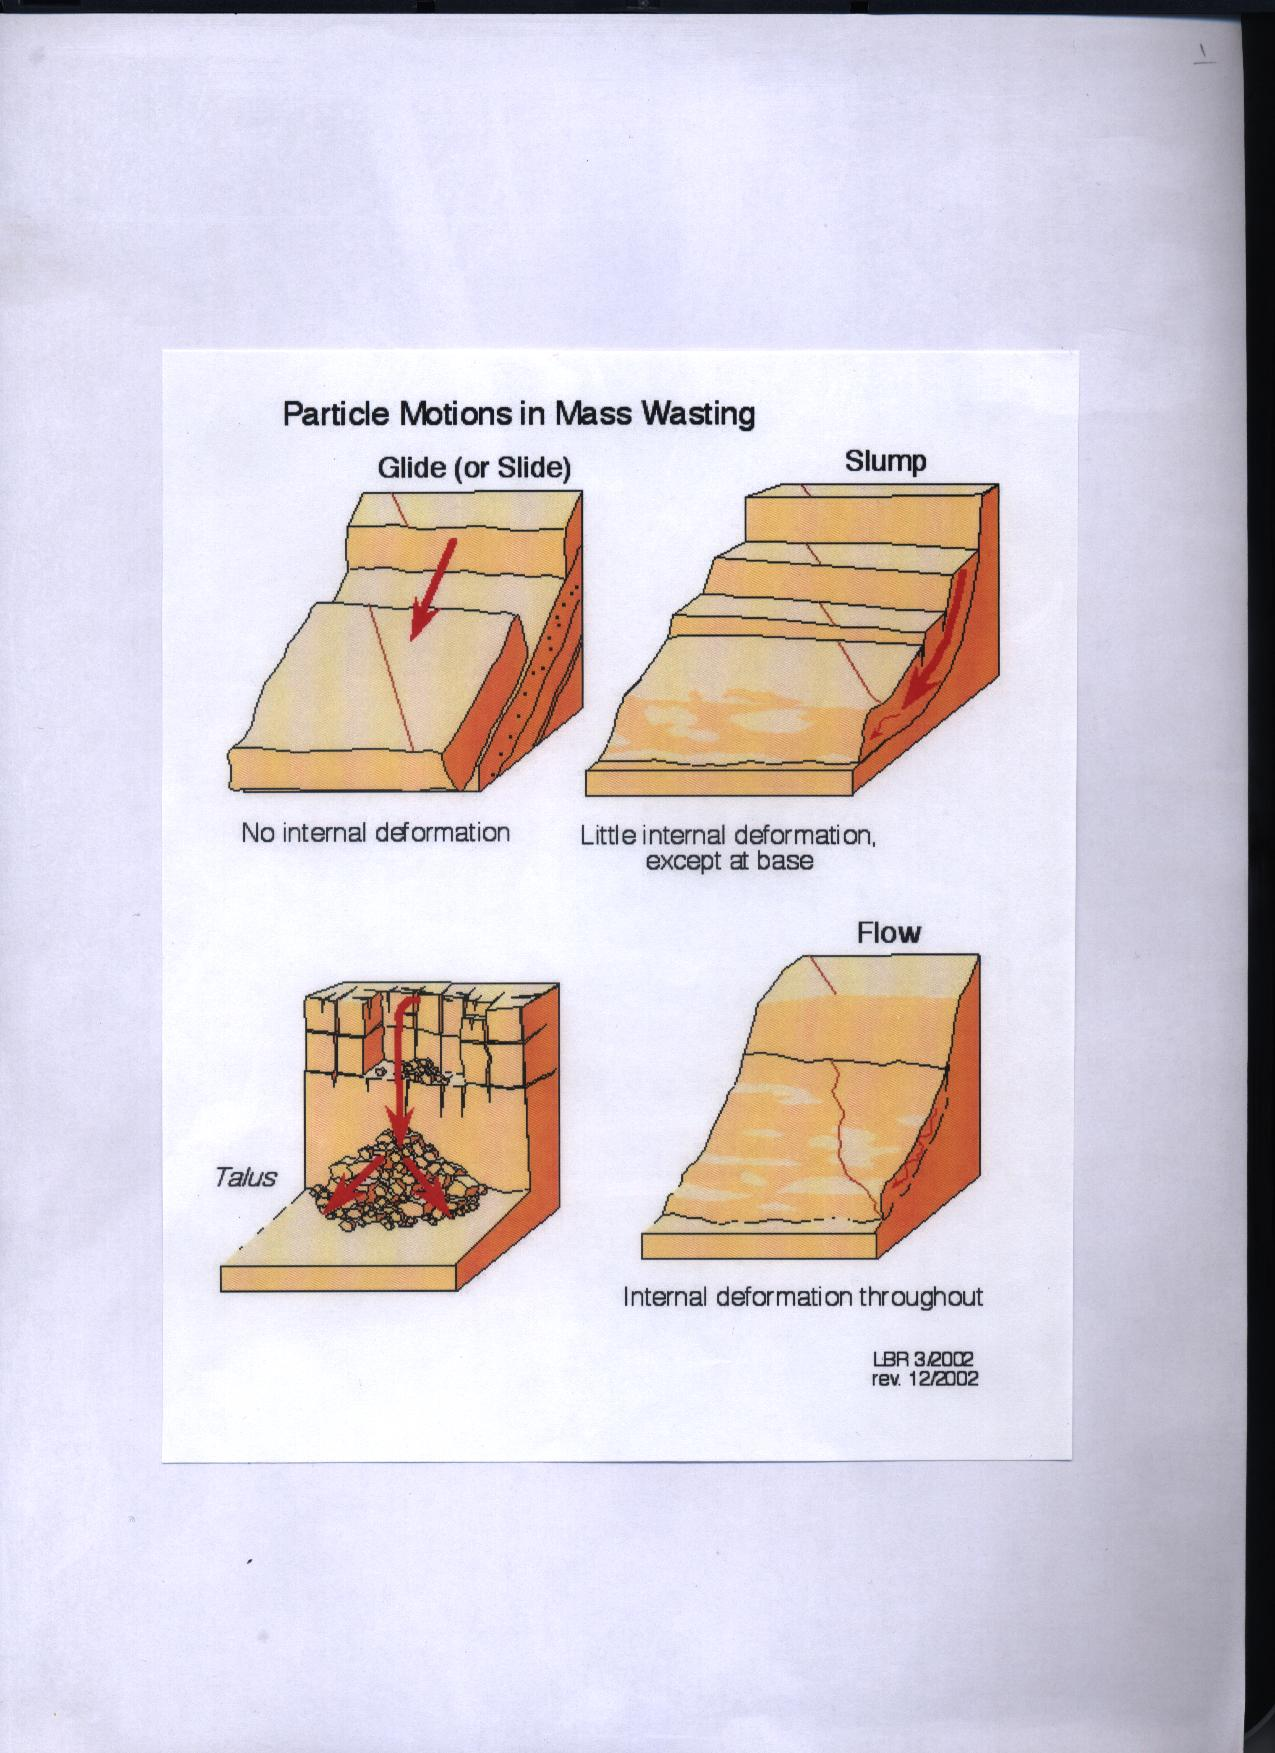 1
Particle Motions in Mass Wasting
Glide (or Slide)
Slump
No internal deformation
Little internal deformation,
except at base
Flow
Talus
Internal deformation throughout
LBR 3/2002
rev. 12/2002